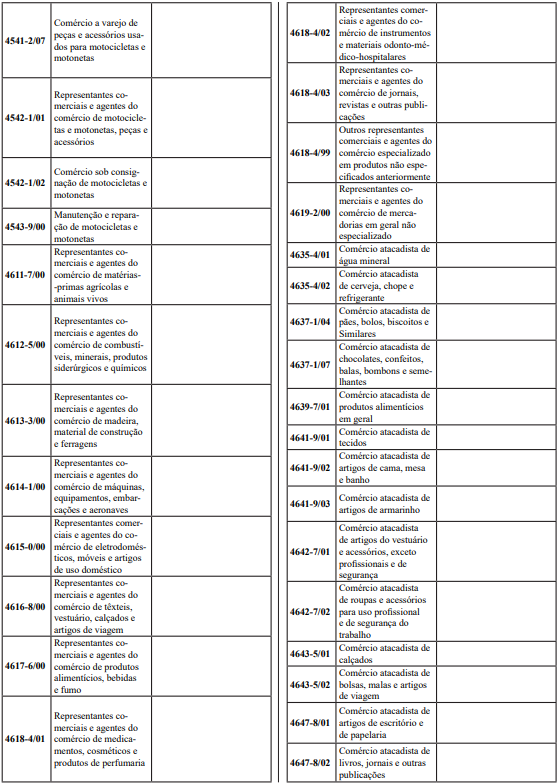 4541-2/07
Comércio a varejo de
peças e acessórios usa-
dos para motocicletas e
motonetas
4542-1/01
Representantes co-
merciais e agentes do
comércio de motocicle-
tas e motonetas, peças e
acessórios
4542-1/02
Comércio sob consig-
nação de motocicletas e
motonetas
4543-9/00
Manutenção e repara-
ção de motocicletas e
motonetas
4611-7/00
Representantes co-
merciais e agentes do
comércio de matérias-
-primas agrícolas e
animais vivos
4612-5/00
Representantes co-
merciais e agentes do
comércio de combustí-
veis, minerais, produtos
siderúrgicos e químicos
4613-3/00
Representantes co-
merciais e agentes do
comércio de madeira,
material de construção
e ferragens
4614-1/00
Representantes co-
merciais e agentes do
comércio de máquinas,
equipamentos, embar-
cações e aeronaves
4615-0/00
Representantes comer-
ciais e agentes do co-
mércio de eletrodomés-
ticos, móveis e artigos
de uso doméstico
4616-8/00
Representantes co-
merciais e agentes do
comércio de têxteis,
vestuário, calçados e
artigos de viagem
4617-6/00
Representantes co-
merciais e agentes do
comércio de produtos
alimentícios, bebidas
e fumo
4618-4/01
Representantes co-
merciais e agentes do
comércio de medica-
mentos, cosméticos e
produtos de perfumaria
4618-4/02
Representantes comer-
ciais e agentes do co-
mércio de instrumentos
e materiais odonto-mé-
dico-hospitalares
4618-4/03
Representantes co-
merciais e agentes do
comércio de jornais,
revistas e outras publi-
cações
4618-4/99
Outros representantes
comerciais e agentes do
comércio especializado
em produtos não espe-
cificados anteriormente
4619-2/00
Representantes co-
merciais e agentes do
comércio de merca-
dorias em geral não
especializado
4635-4/01
Comércio atacadista de
água mineral
4635-4/02
Comércio atacadista
de cerveja, chope e
refrigerante
4637-1/04
Comércio atacadista de
pães, bolos, biscoitos e
Similares
4637-1/07
Comércio atacadista de
chocolates, confeitos,
balas, bombons e seme-
lhantes
4639-7/01
Comércio atacadista de
produtos alimentícios
em geral
4641-9/01
Comércio atacadista de
tecidos
4641-9/02
Comércio atacadista de
artigos de cama, mesa
e banho
4641-9/03
Comércio atacadista de
artigos de armarinho
4642-7/01
Comércio atacadista
de artigos do vestuário
e acessórios, exceto
profissionais e de
segurança
4642-7/02
Comércio atacadista
de roupas e acessórios
para uso profissional
e de segurança do
trabalho
4643-5/01
Comércio atacadista de
calçados
4643-5/02
Comércio atacadista de
bolsas, malas e artigos
de viagem
4647-8/01
Comércio atacadista de
artigos de escritório e
de papelaria
4647-8/02
Comércio atacadista de
livros, jornais e outras
publicações